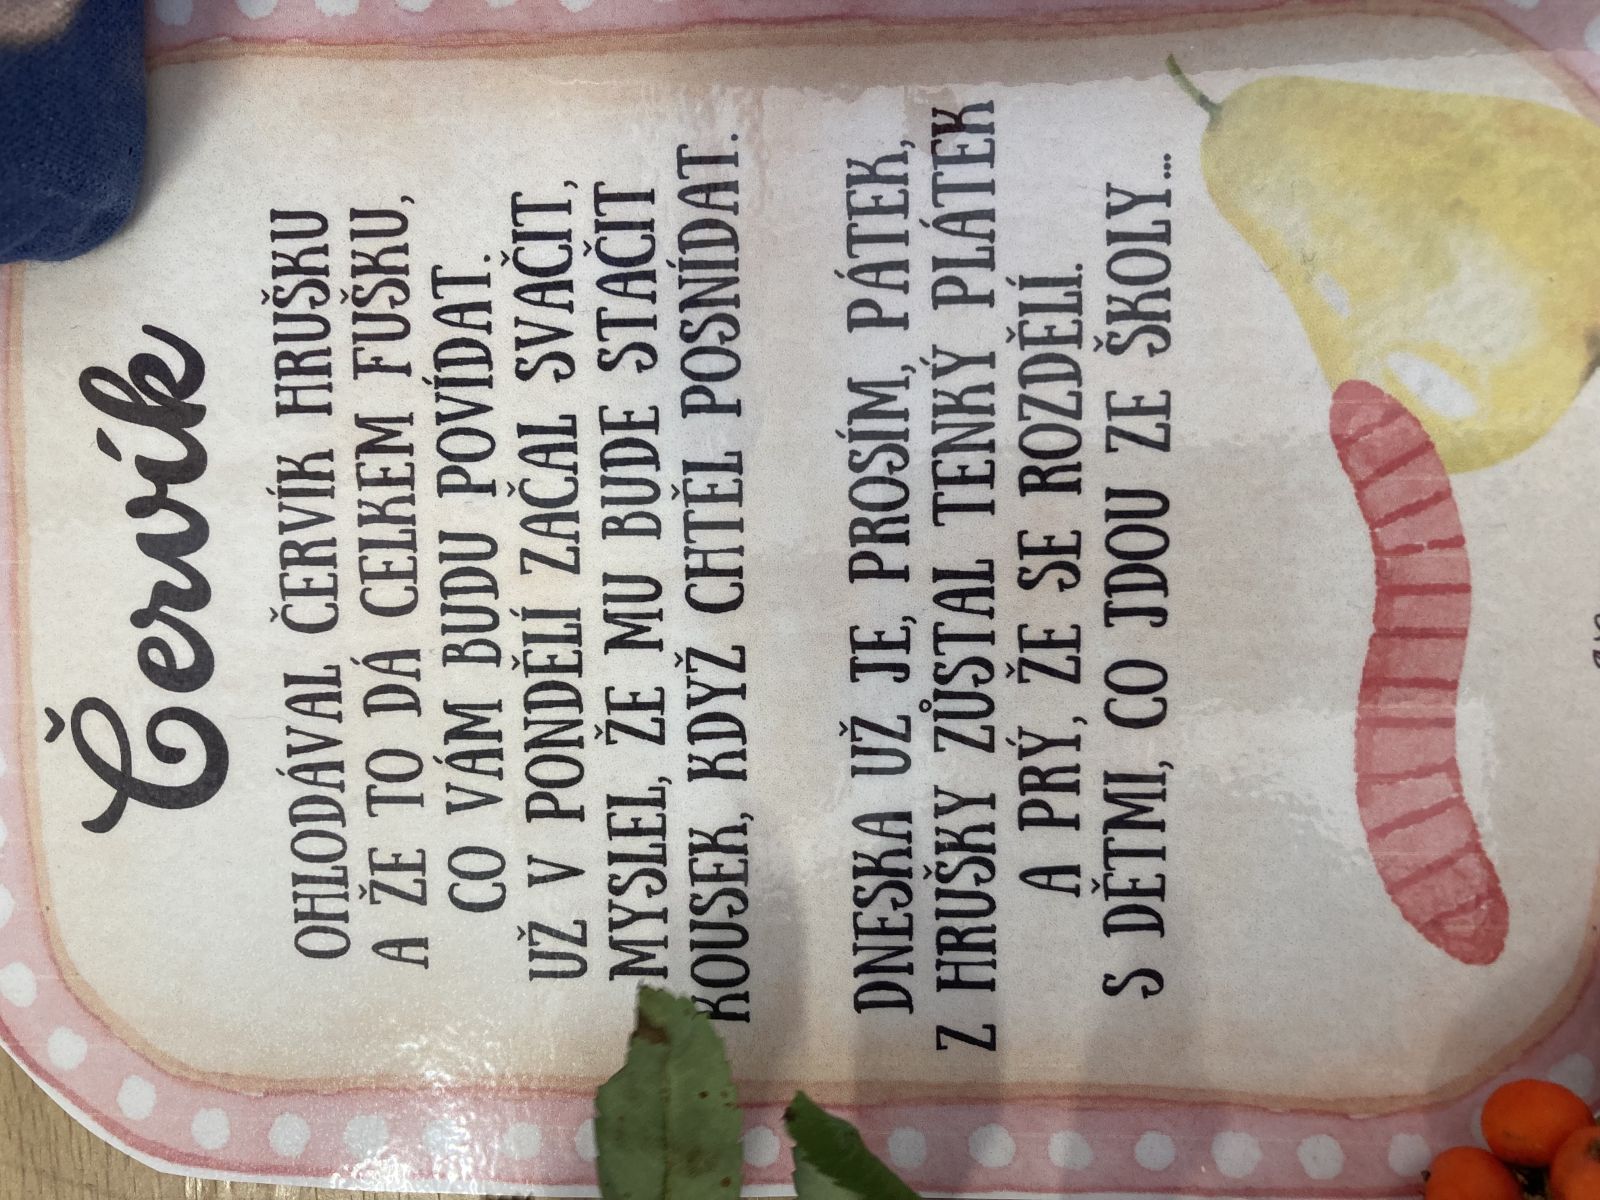 Červík
OHLODÁVAL ČERVÍK HRUŠKU
A ŽE TO DÁ CELKEM FUŠKU,
CO VÁM BUDU POVÍDAT.
UŽ V PONDĚLÍ ZAČAL SVAČIT,
MYSLEL, ŽE MU BUDE STAČIT
KOUSEK, KDYŽ CHTĚL POSNÍDAT.
DNESKA UŽ JE, PROSÍM, PÁTEK,
Z HRUŠKY ZŮSTAL TENKÝ PLÁTEK
A PRÝ, ŽE SE ROZDĚLÍ.
S DĚTMI, CO JDOU ZE ŠKOLY...